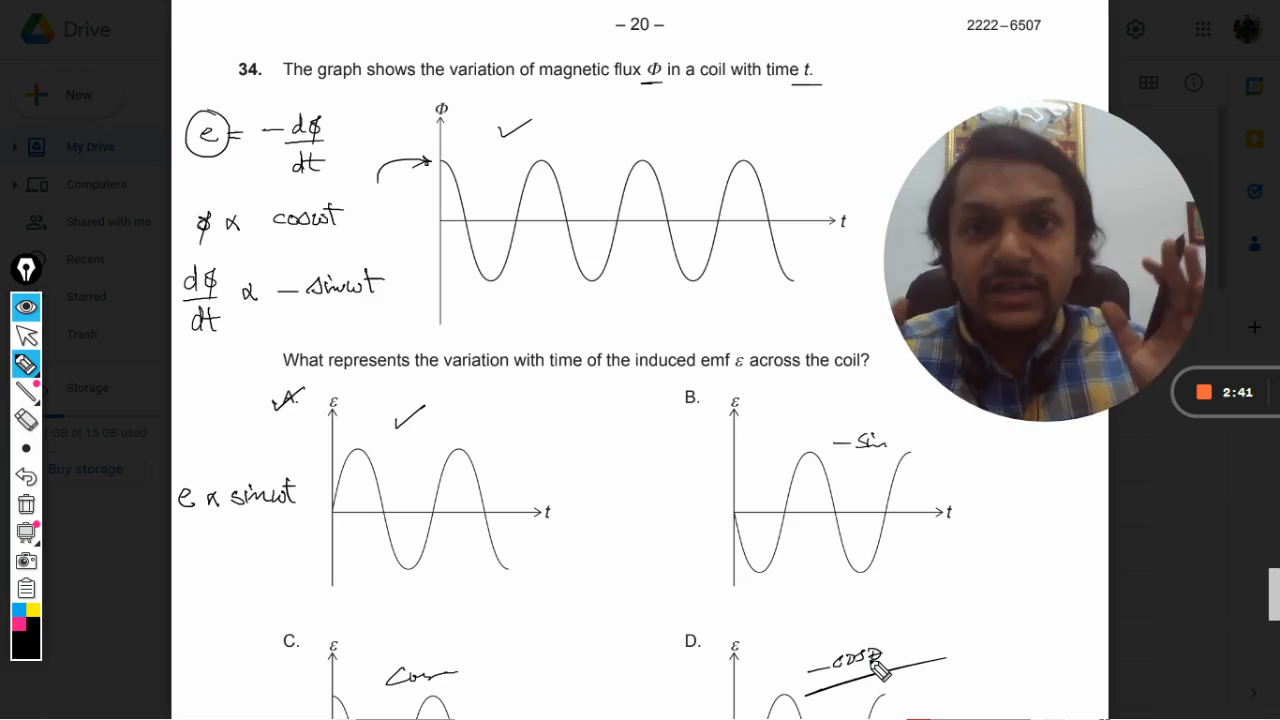 Drive
– 20 –
2222–6507
34. The graph shows the variation of magnetic flux Φ in a coil with time t.
New
My Drive
Computers
Shared with me
Recent
Starred
Trash
Storage
1 GB of 15 GB used
Buy storage
e = – dϕ/dt
ϕ ∝ cosωt
dϕ/dt ∝ – sinωt
Φ
t
What represents the variation with time of the induced emf ε across the coil?
A.
ε
t
e ∝ sinωt
B.
ε
– sin
t
C.
ε
Cos
D.
ε
2:41